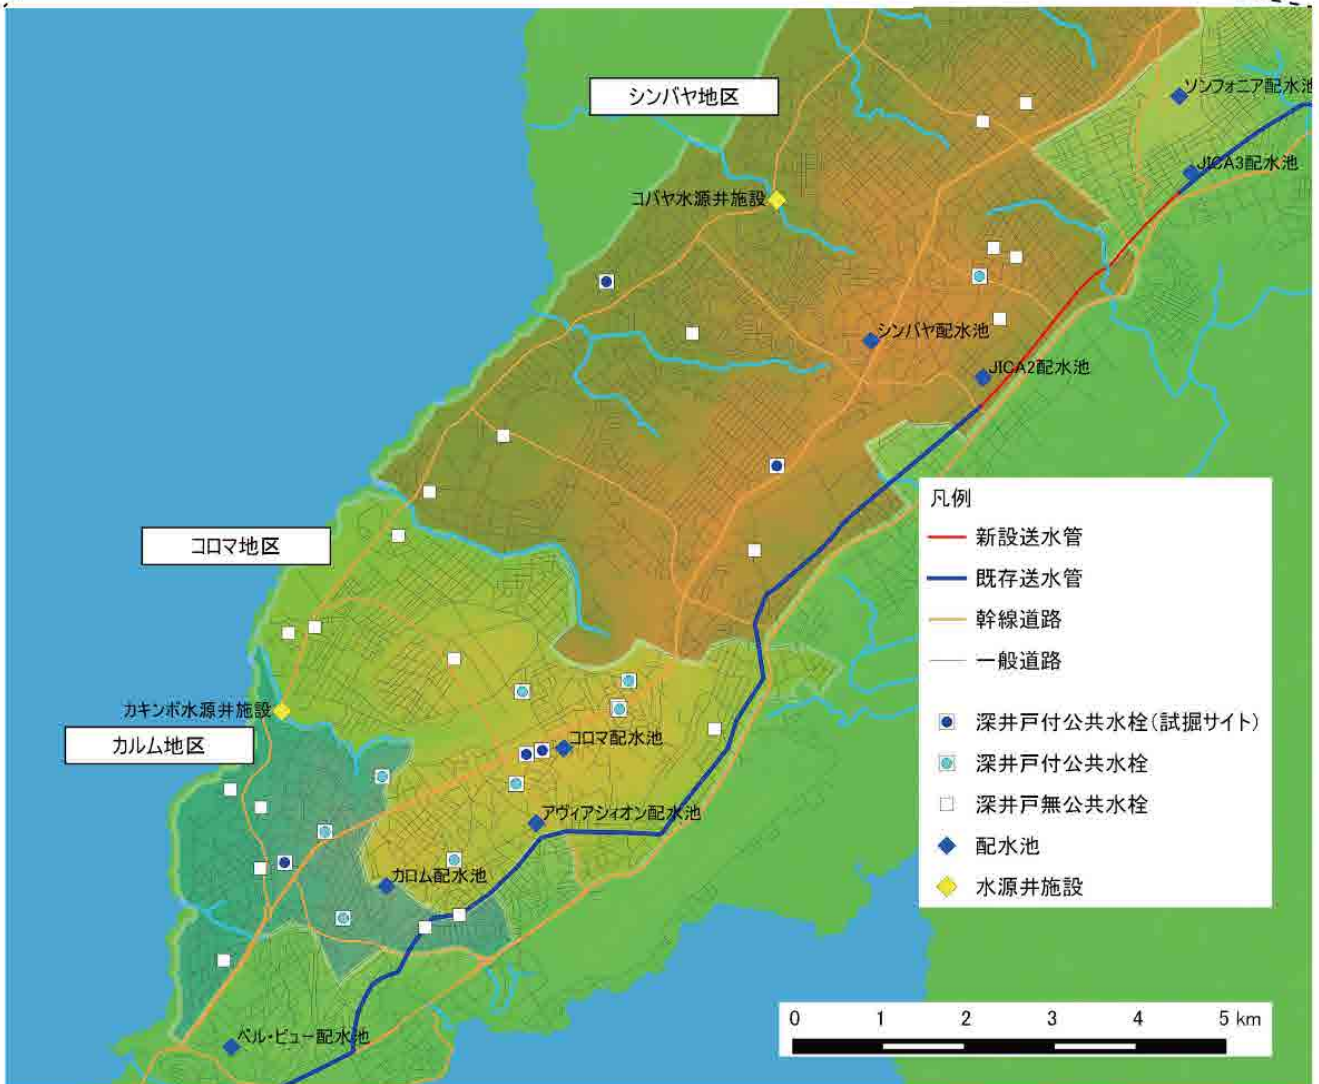 シンバヤ地区
ソンフォニア配水池
JICA3配水池
コバヤ水源井施設
シンバヤ配水池
JICA2配水池
コロマ地区
カキンボ水源井施設
カルム地区
コロマ配水池
アヴィアシィオン配水池
カロム配水池
ベル・ビュー配水池
凡例
新設送水管
既存送水管
幹線道路
一般道路
深井戸付公共水栓(試掘サイト)
深井戸付公共水栓
深井戸無公共水栓
配水池
水源井施設
0 1 2 3 4 5 km